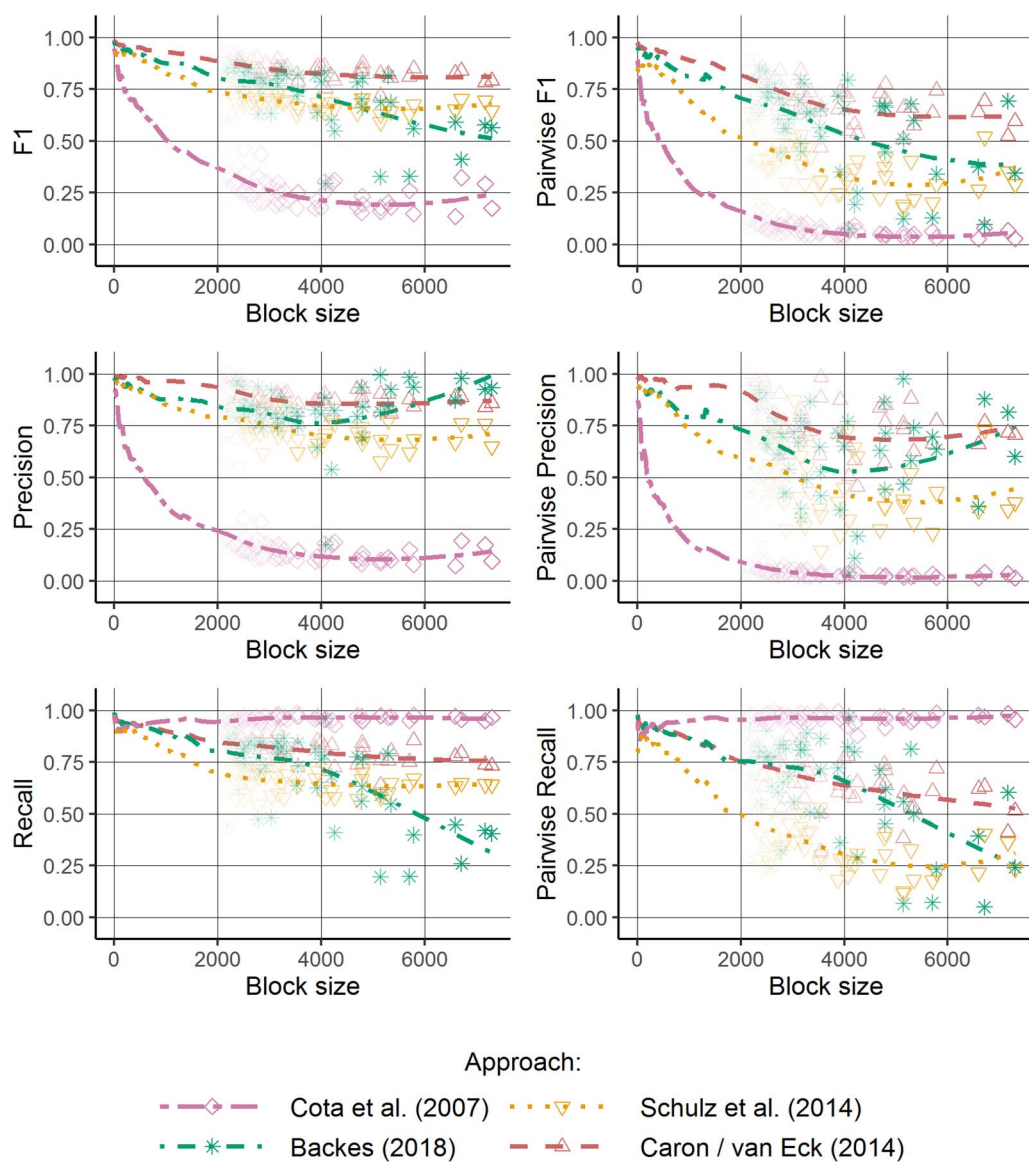 F1
1.00
0.75
0.50
0.25
0.00
0 2000 4000 6000
Block size
Pairwise F1
1.00
0.75
0.50
0.25
0.00
0 2000 4000 6000
Block size
Precision
1.00
0.75
0.50
0.25
0.00
0 2000 4000 6000
Block size
Pairwise Precision
1.00
0.75
0.50
0.25
0.00
0 2000 4000 6000
Block size
Recall
1.00
0.75
0.50
0.25
0.00
0 2000 4000 6000
Block size
Pairwise Recall
1.00
0.75
0.50
0.25
0.00
0 2000 4000 6000
Block size
Approach:
Cota et al. (2007) Schulz et al. (2014)
Backes (2018) Caron / van Eck (2014)